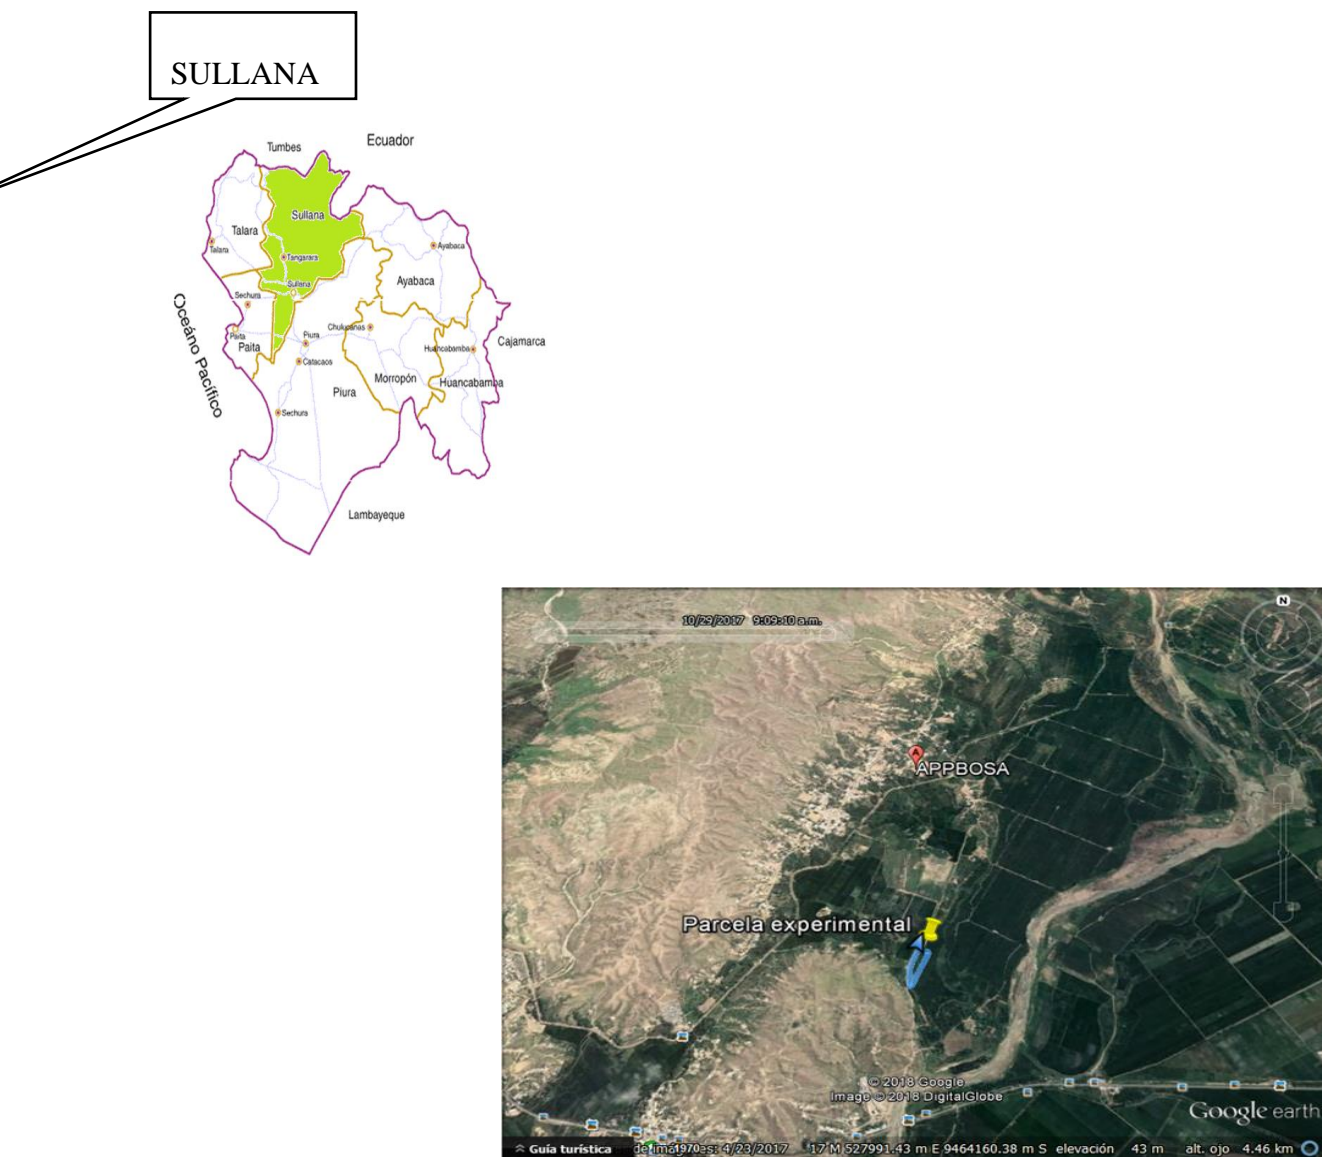 SULLANA
Tumbes
Ecuador
Sullana
Talara
Talara
Ayabaca
Tangarara
Ayabaca
Sullana
Sechura
Océano Pacífico
Chulucanas
Paita
Piura
Paita
Cajamarca
Huancabamba
Catacaos
Morropón
Huancabamba
Piura
Sechura
Lambayeque
N
10/29/2017 9:09:10 a.m.
A
APPBOSA
Parcela experimental
© 2018 Google
Image © 2018 DigitalGlobe
Google earth
Guía turística
1970
es: 4/23/2017 17 M 527991.43 m E 9464160.38 m S elevación 43 m alt. ojo 4.46 km